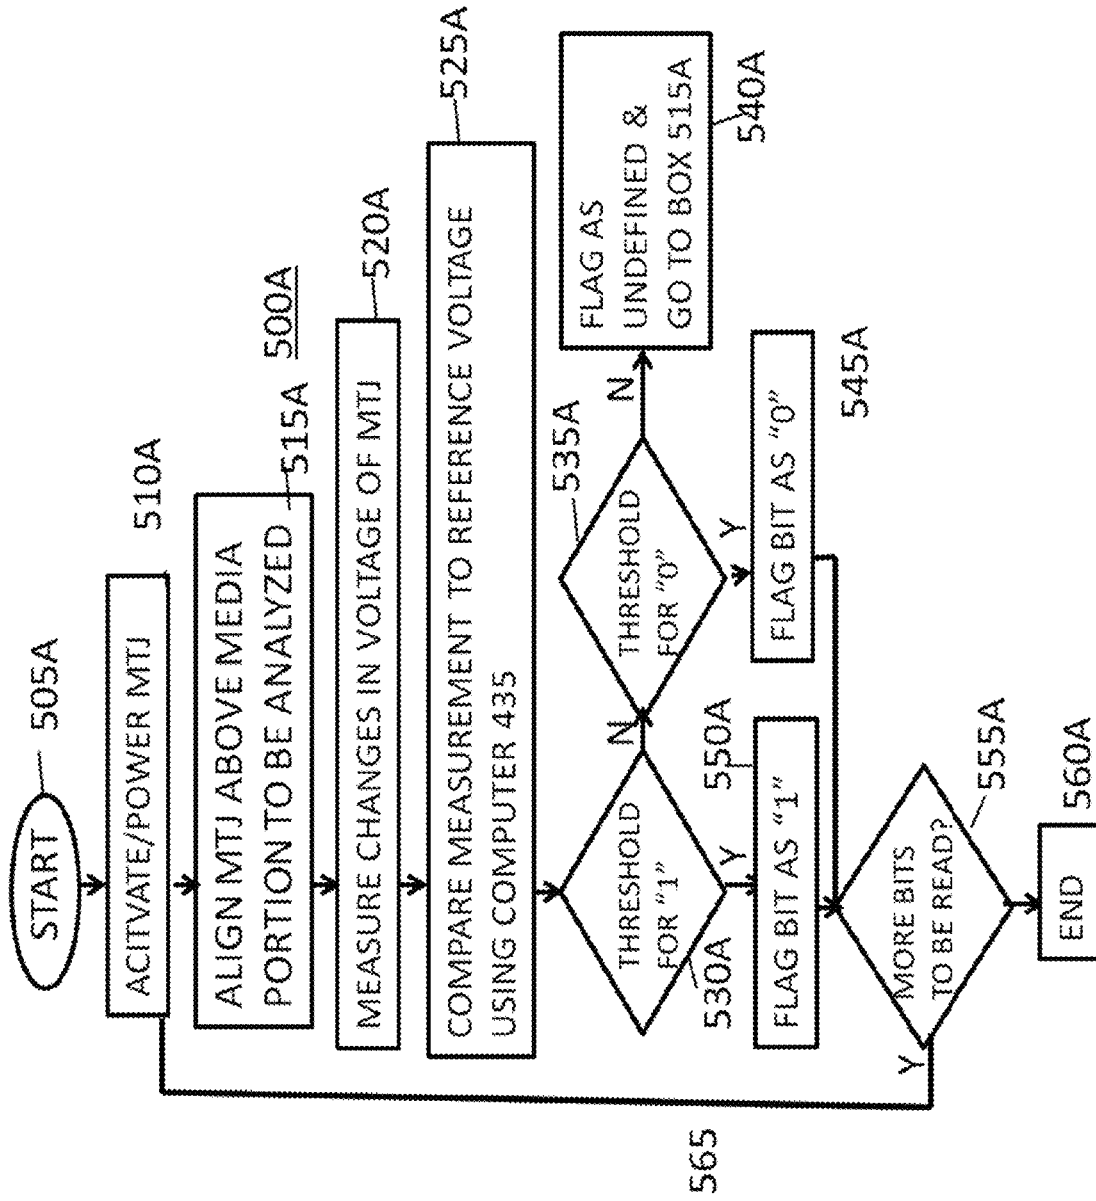 START
505A
ACITVATE/POWER MTJ
510A
ALIGN MTJ ABOVE MEDIA
PORTION TO BE ANALYZED
515A
500A
MEASURE CHANGES IN VOLTAGE OF MTJ
520A
COMPARE MEASUREMENT TO REFERENCE VOLTAGE
USING COMPUTER 435
525A
THRESHOLD
FOR "1"
530A
N
Y
THRESHOLD
FOR "0"
535A
N
Y
FLAG AS
UNDEFINED &
GO TO BOX 515A
540A
FLAG BIT AS "1"
550A
FLAG BIT AS "0"
545A
MORE BITS
TO BE READ?
555A
Y
565
END
560A